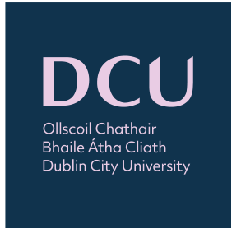 DCU
Ollscoil Chathair
Bhaile Átha Cliath
Dublin City University